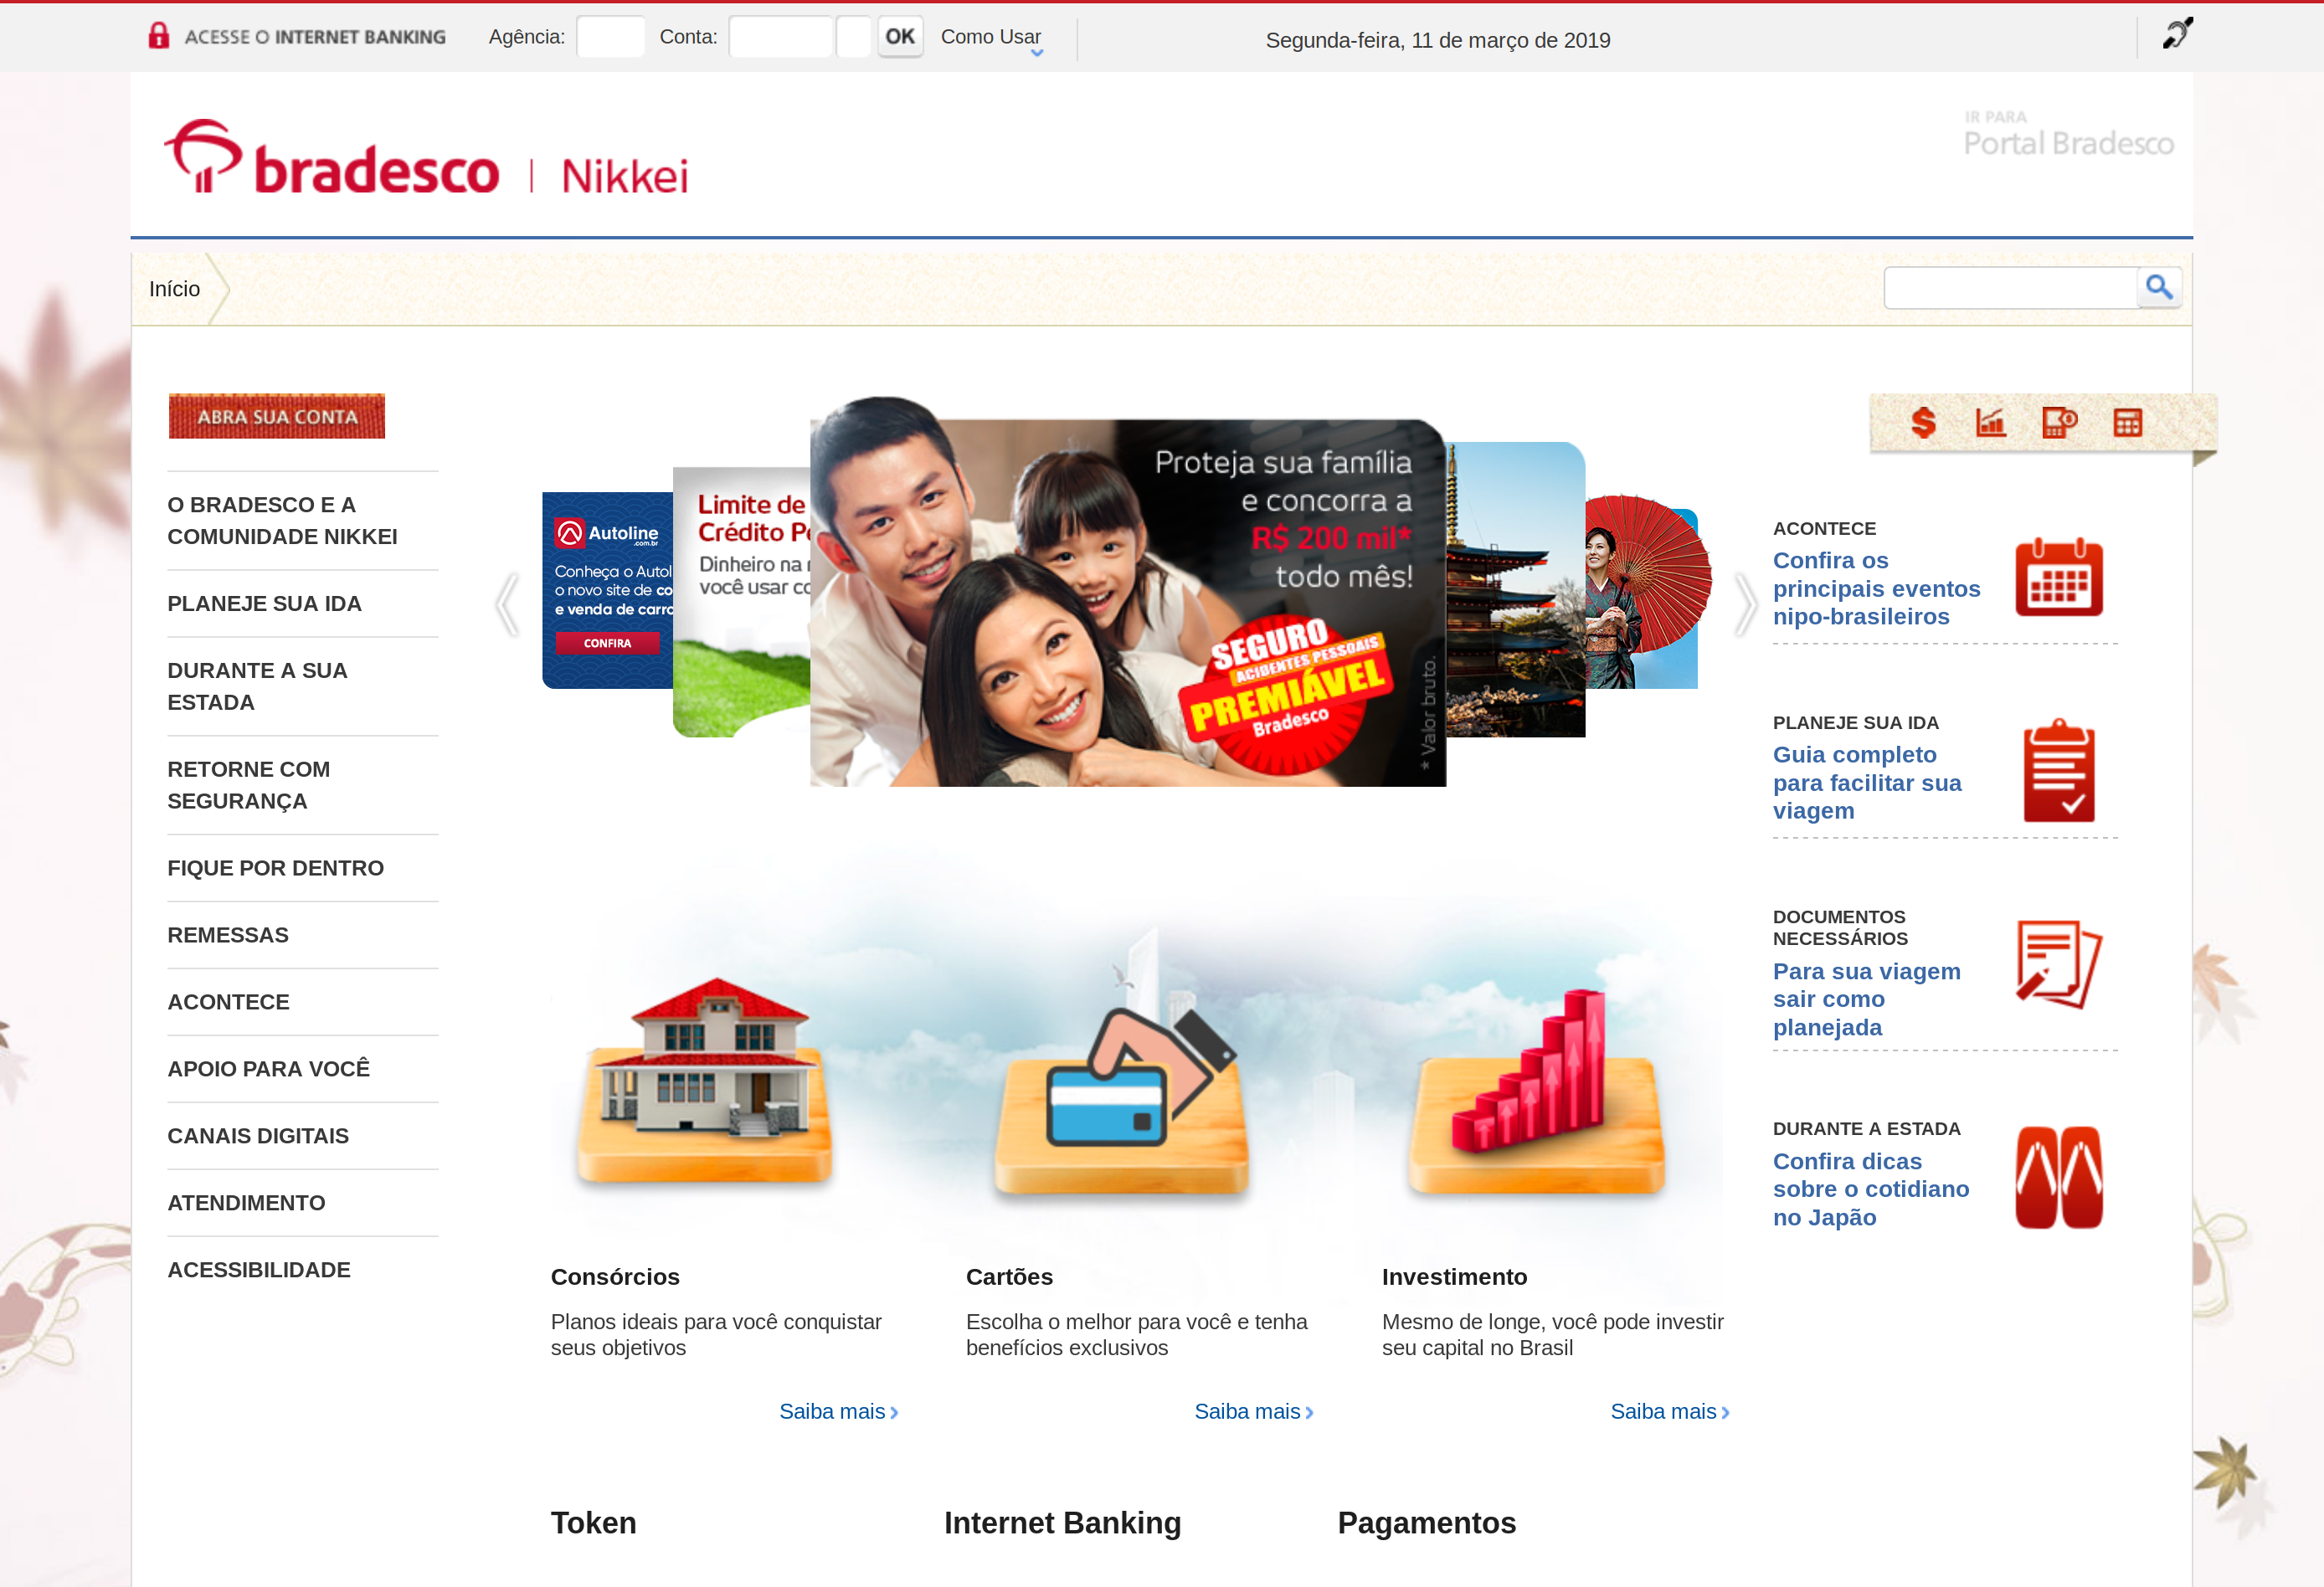 ACESSE O INTERNET BANKING
Agência:
Conta:
OK
Como Usar
Segunda-feira, 11 de março de 2019
bradesco | Nikkei
IR PARA
Portal Bradesco
Início
ABRA SUA CONTA
O BRADESCO E A
COMUNIDADE NIKKEI
PLANEJE SUA IDA
DURANTE A SUA
ESTADA
RETORNE COM
SEGURANÇA
FIQUE POR DENTRO
REMESSAS
ACONTECE
APOIO PARA VOCÊ
CANAIS DIGITAIS
ATENDIMENTO
ACESSIBILIDADE
Autoline
.com.br
Conheça o Autol
o novo site de co
e venda de carro
CONFIRA
Limite de
Crédito Pe
Dinheiro na
você usar co
Proteja sua família
e concorra a
R$ 200 mil*
todo mês!
SEGURO
ACIDENTES PESSOAIS
PREMIÁVEL
Bradesco
* Valor bruto.
ACONTECE
Confira os
principais eventos
nipo-brasileiros
PLANEJE SUA IDA
Guia completo
para facilitar sua
viagem
DOCUMENTOS
NECESSÁRIOS
Para sua viagem
sair como
planejada
DURANTE A ESTADA
Confira dicas
sobre o cotidiano
no Japão
Consórcios
Planos ideais para você conquistar
seus objetivos
Saiba mais
Cartões
Escolha o melhor para você e tenha
benefícios exclusivos
Saiba mais
Investimento
Mesmo de longe, você pode investir
seu capital no Brasil
Saiba mais
Token
Internet Banking
Pagamentos